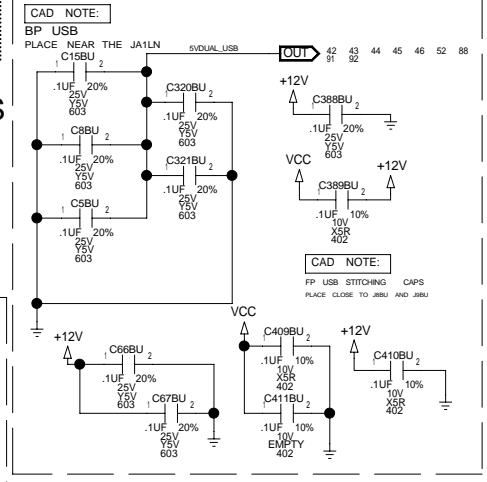 CAD NOTE:
BP USB
PLACE NEAR THE JA1LN
5VDUAL_USB
OUT
42 43 44 45 46 52 88
91 92
C15BU
1 2
.1UF 20%
25V
Y5V
603
C320BU
1 2
.1UF 20%
25V
Y5V
603
C8BU
1 2
.1UF 20%
25V
Y5V
603
C321BU
1 2
.1UF 20%
25V
Y5V
603
C5BU
1 2
.1UF 20%
25V
Y5V
603
+12V
C388BU
1 2
.1UF 20%
25V
Y5V
603
VCC
+12V
C389BU
1 2
.1UF 10%
10V
X5R
402
CAD NOTE:
FP USB STITCHING CAPS
PLACE CLOSE TO J8BU AND J9BU
+12V
C66BU
1 2
.1UF 20%
25V
Y5V
603
C67BU
1 2
.1UF 20%
25V
Y5V
603
VCC
C409BU
1 2
.1UF 10%
10V
X5R
402
C411BU
1 2
.1UF 10%
10V
EMPTY
402
+12V
C410BU
1 2
.1UF 10%
10V
X5R
402